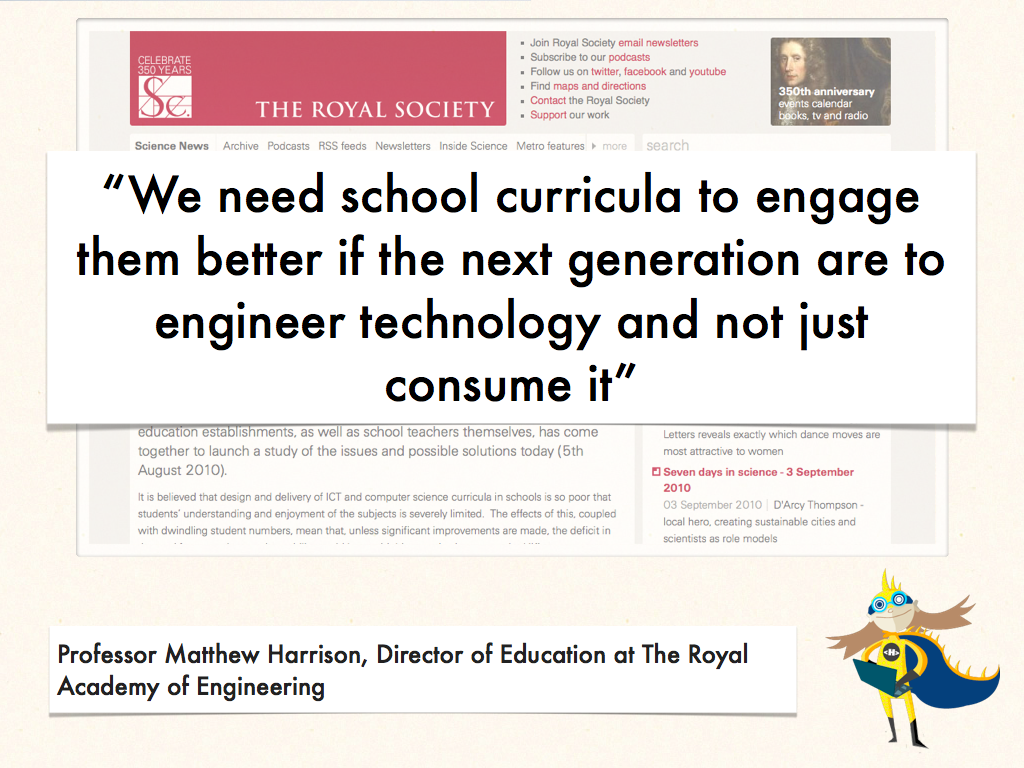 CELEBRATE
350 YEARS
THE ROYAL SOCIETY
Join Royal Society email newsletters
Subscribe to our podcasts
Follow us on twitter, facebook and youtube
Find maps and directions
Contact the Royal Society
Support our work
350th anniversary
events calendar
books, tv and radio
Science News Archive Podcasts RSS feeds Newsletters Inside Science Metro features more
search
“We need school curricula to engage
them better if the next generation are to
engineer technology and not just
consume it”
education establishments, as well as school teachers themselves, has come
together to launch a study of the issues and possible solutions today (5th
August 2010).
It is believed that design and delivery of ICT and computer science curricula in schools is so poor that
students' understanding and enjoyment of the subjects is severely limited. The effects of this, coupled
with dwindling student numbers, mean that, unless significant improvements are made, the deficit in
Letters reveals exactly which dance moves are
most attractive to women
Seven days in science - 3 September
2010
03 September 2010 | D'Arcy Thompson -
local hero, creating sustainable cities and
scientists as role models
Professor Matthew Harrison, Director of Education at The Royal
Academy of Engineering
<H>